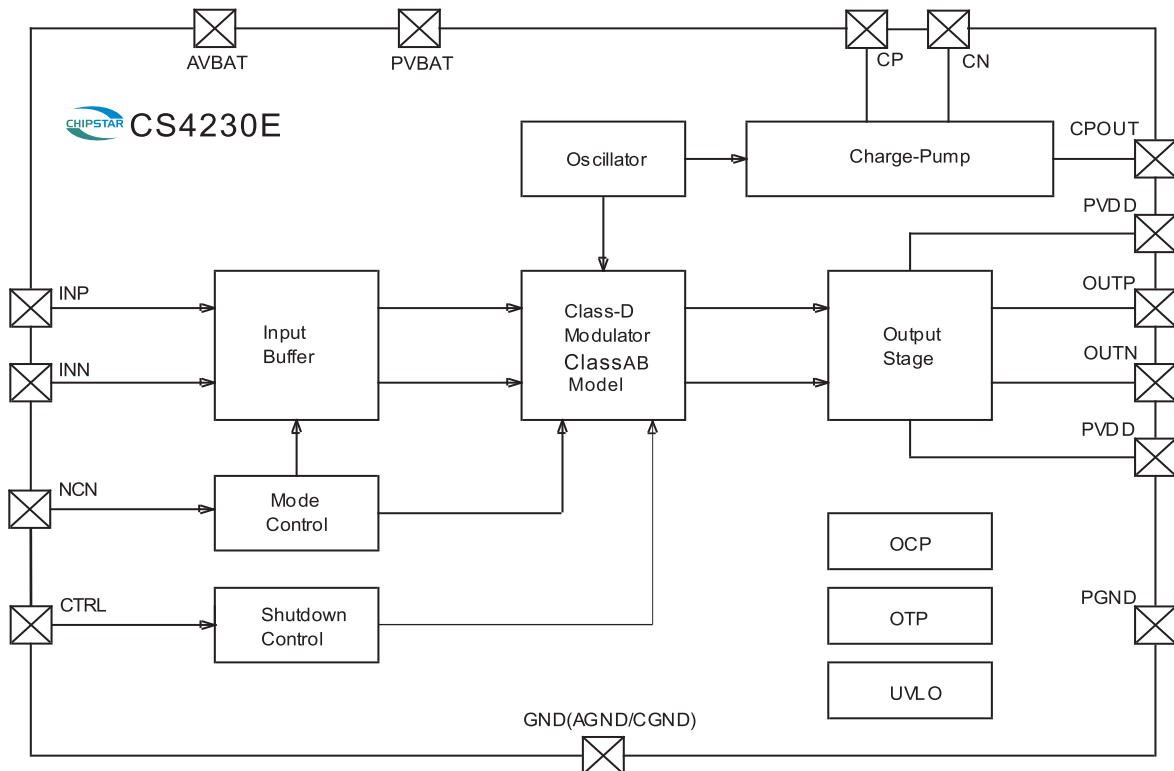 AVBAT
PVBAT
CP
CN
CHIPSTAR CS4230E
CPOUT
Oscillator
Charge-Pump
PVDD
INP
OUTP
Input
Buffer
Class-D
Modulator
ClassAB
Model
Output
Stage
INN
OUTN
PVDD
NCN
Mode
Control
OCP
CTRL
Shutdown
Control
OTP
PGND
UVLO
GND(AGND/CGND)